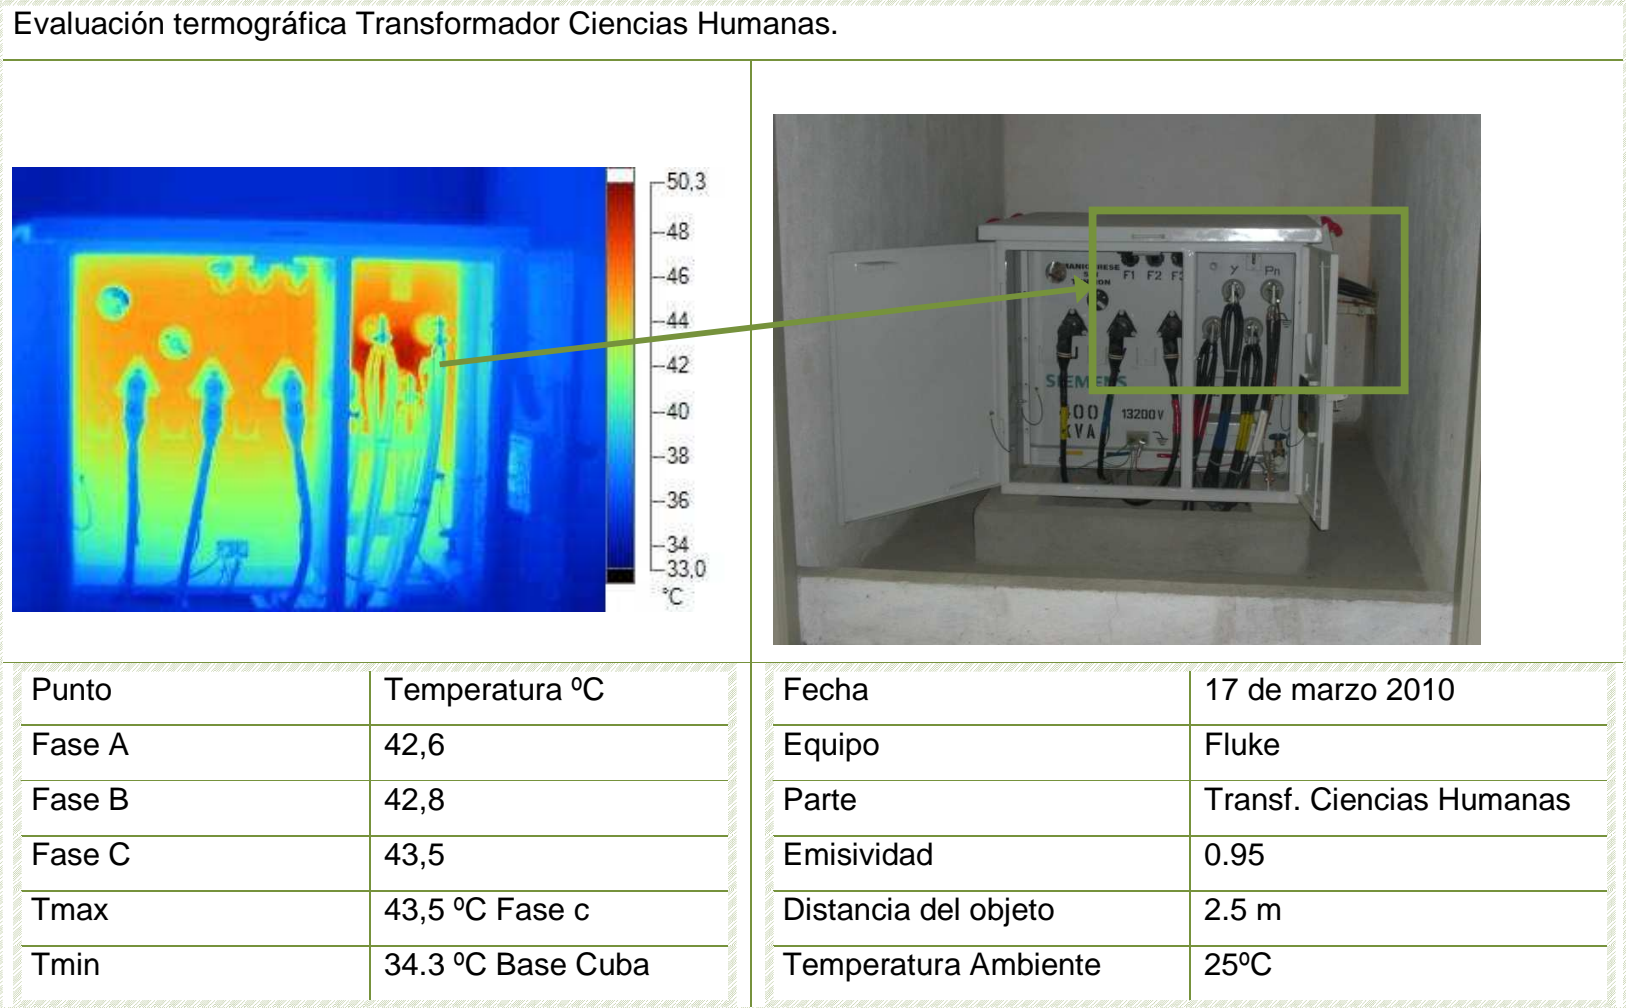 Evaluación termográfica Transformador Ciencias Humanas.
50,3
48
46
44
42
40
38
36
34
33,0
°C
F1 F2 F3
Y Pn
SIEMENS
13200 V
KVA
Punto Temperatura ºC
Fase A 42,6
Fase B 42,8
Fase C 43,5
Tmax 43,5 ºC Fase c
Tmin 34.3 ºC Base Cuba
Fecha 17 de marzo 2010
Equipo Fluke
Parte Transf. Ciencias Humanas
Emisividad 0.95
Distancia del objeto 2.5 m
Temperatura Ambiente 25ºC